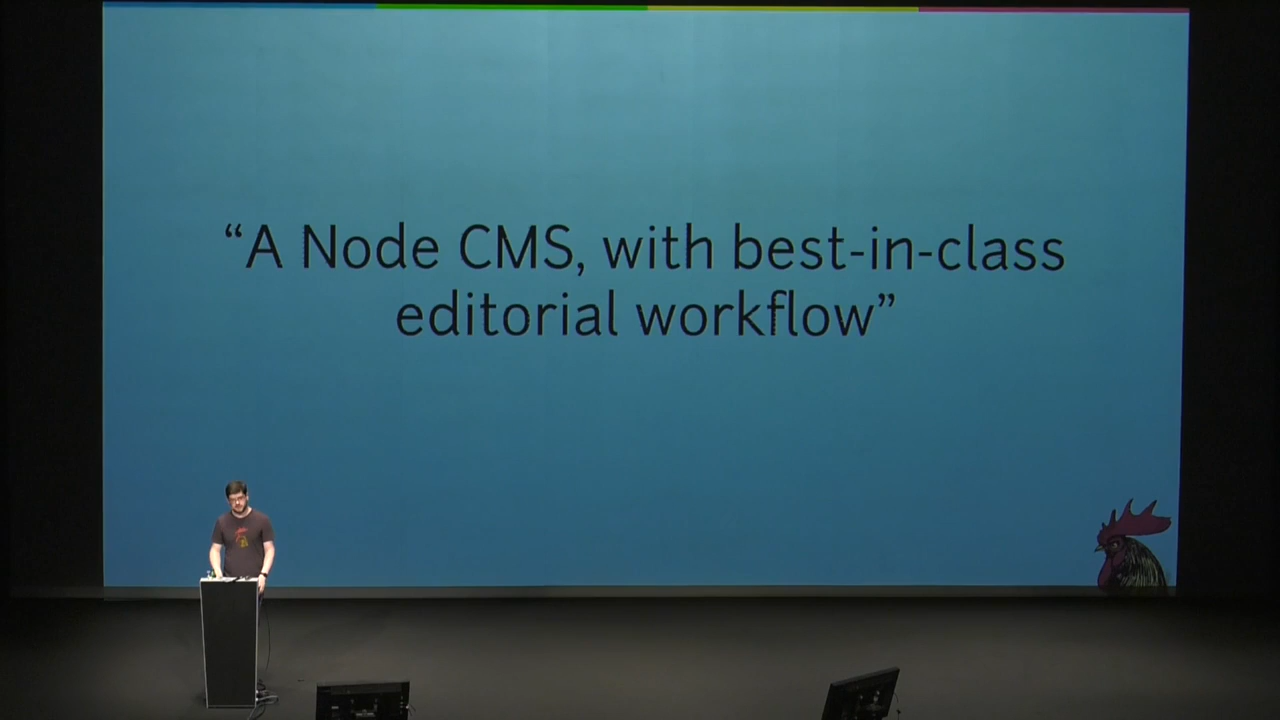 “A Node CMS, with best-in-class
editorial workflow”